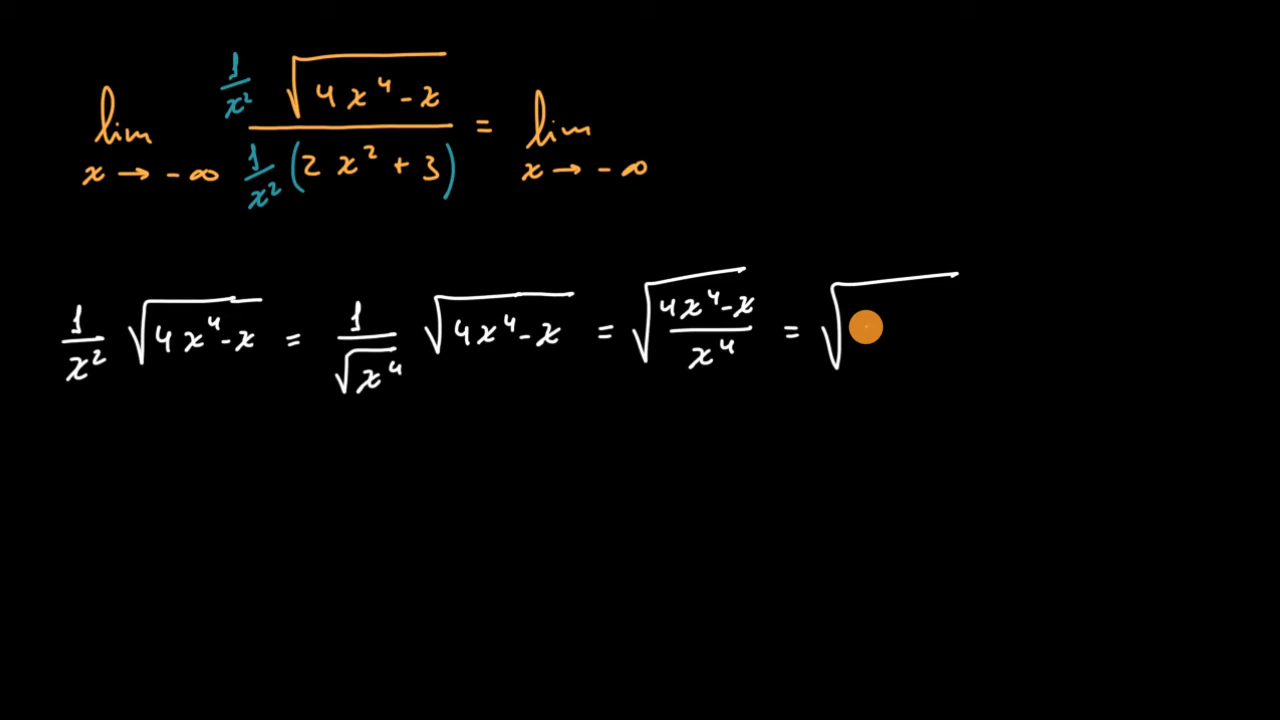 lim x → -∞ (1/x² √(4x⁴ - x)) / (1/x² (2x² + 3)) = lim x → -∞
1/x² √(4x⁴ - x) = 1/√(x⁴) √(4x⁴ - x) = √((4x⁴ - x)/x⁴) = √